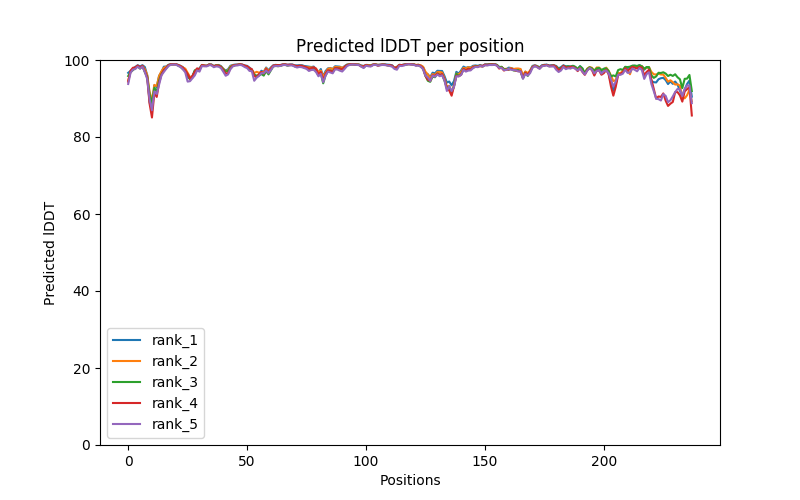 Predicted lDDT per position
100
80
60
40
20
0
Predicted lDDT
rank_1
rank_2
rank_3
rank_4
rank_5
0 50 100 150 200
Positions